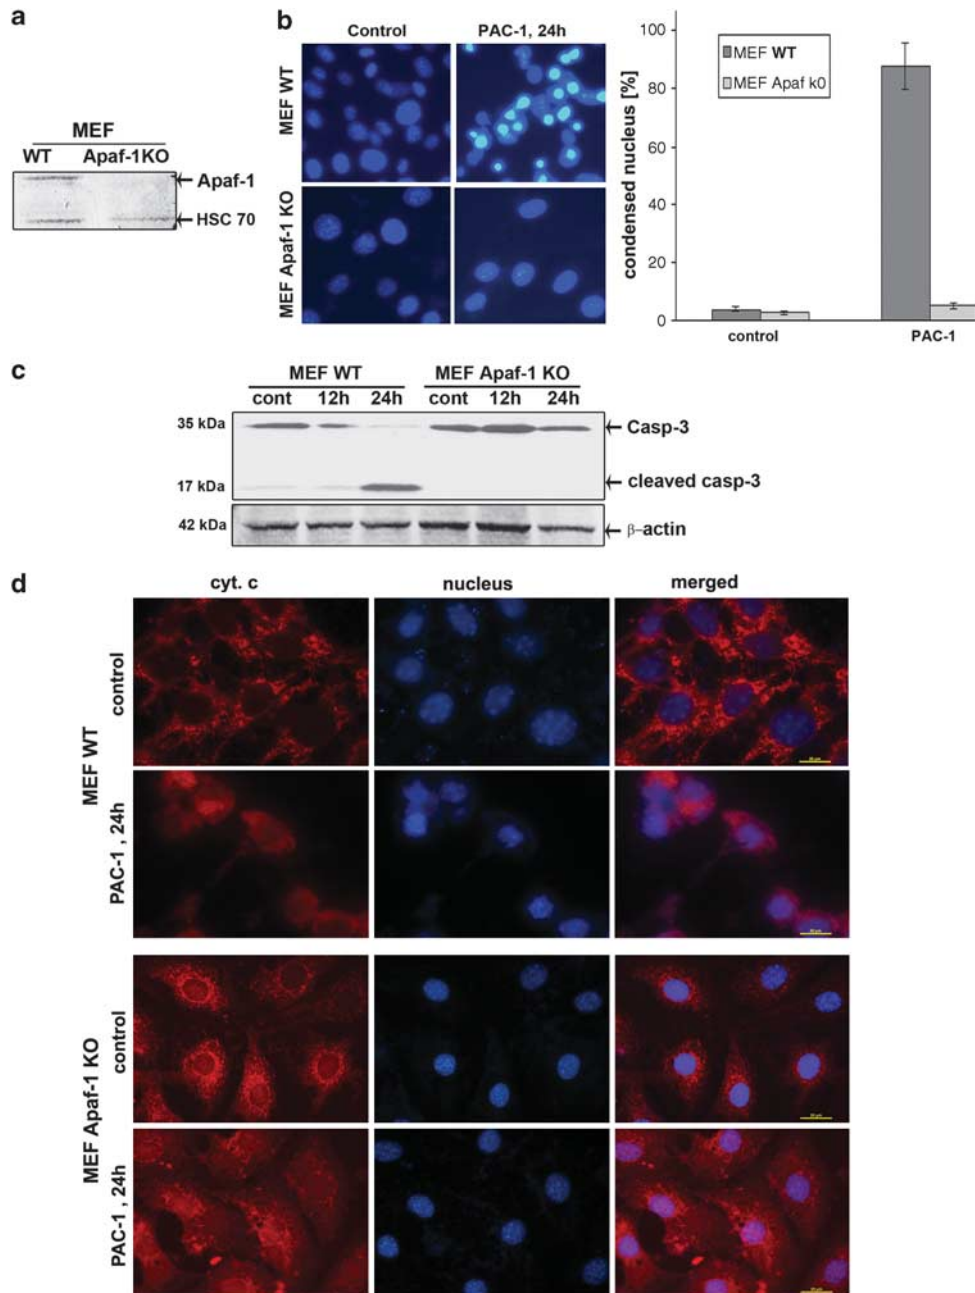 a
MEF
WT Apaf-1KO
Apaf-1
HSC 70
b
Control PAC-1, 24h
MEF WT
MEF Apaf-1 KO
condensed nucleus [%]
100
80
60
40
20
0
MEF WT
MEF Apaf k0
control PAC-1
c
MEF WT MEF Apaf-1 KO
cont 12h 24h cont 12h 24h
35 kDa
Casp-3
17 kDa
cleaved casp-3
42 kDa
β-actin
d
cyt. c nucleus merged
MEF WT
control
PAC-1 , 24h
MEF Apaf-1 KO
control
PAC-1 , 24h